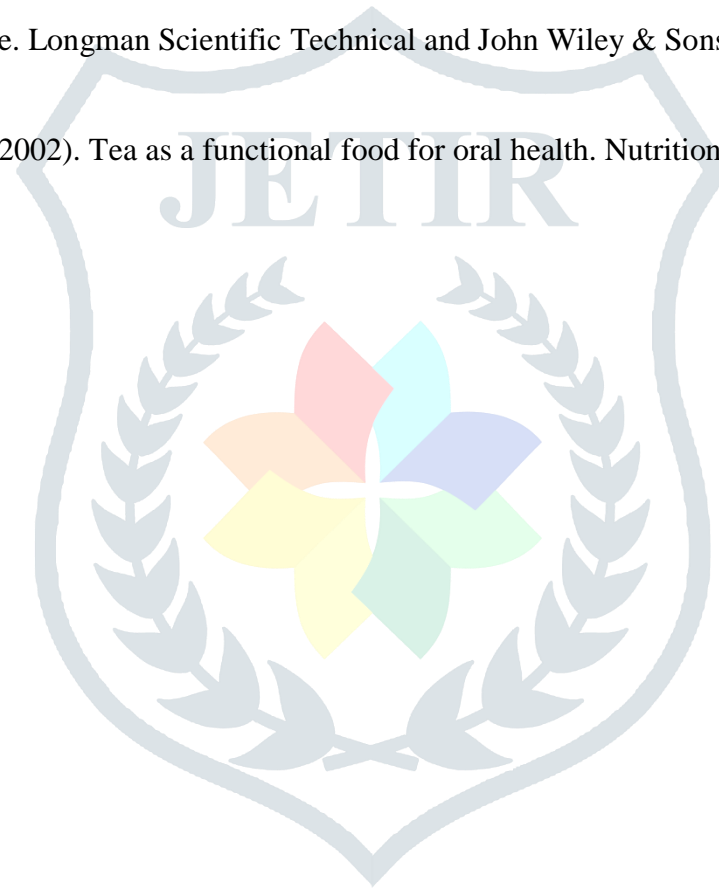 e. Longman Scientific Technical and John Wiley & Sons
2002). Tea as a functional food for oral health. Nutrition
JETIR